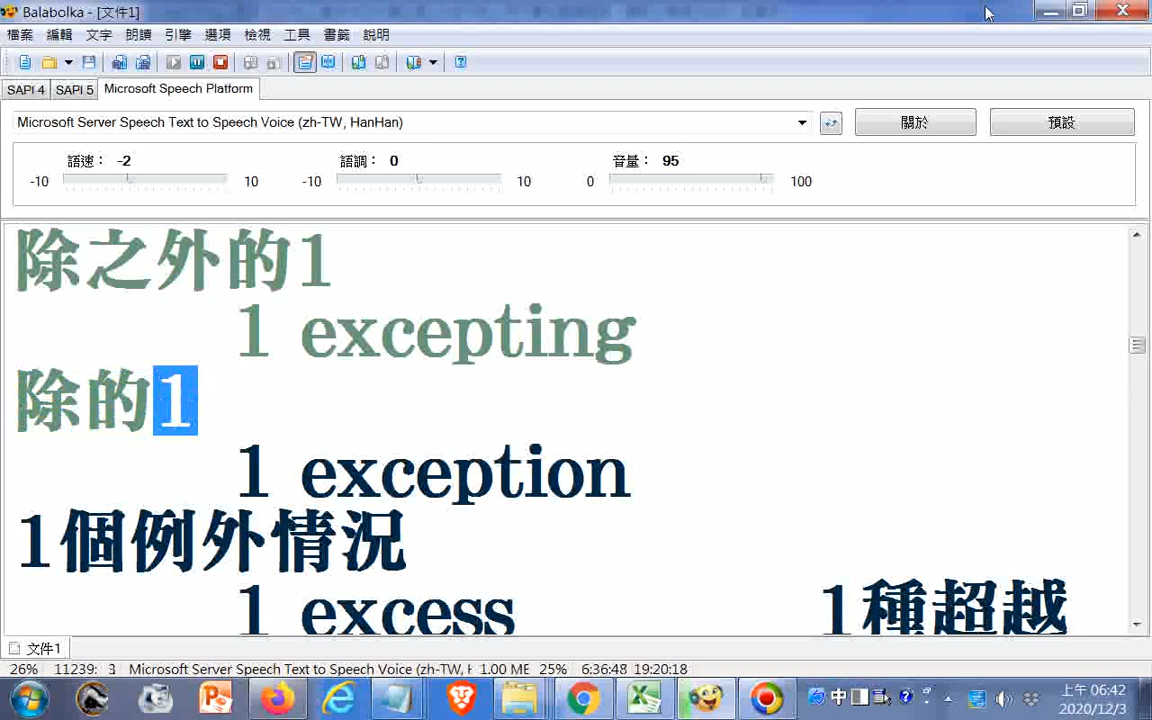 Balabolka - [文件1]
檔案 編輯 文字 朗讀 引擎 選項 檢視 工具 書籤 說明
SAPI 4 SAPI 5 Microsoft Speech Platform
Microsoft Server Speech Text to Speech Voice (zh-TW, HanHan) 關於 預設
語速： -2 語調： 0 音量： 95
-10 10 -10 10 0 100
除之外的1
1 excepting
除的1
1 exception
1個例外情況
1 excess 1種超越
文件1
26% 11239: 3 Microsoft Server Speech Text to Speech Voice (zh-TW, 1.00 ME 25% 6:36:48 19:20:18
中 上午 06:42
2020/12/3